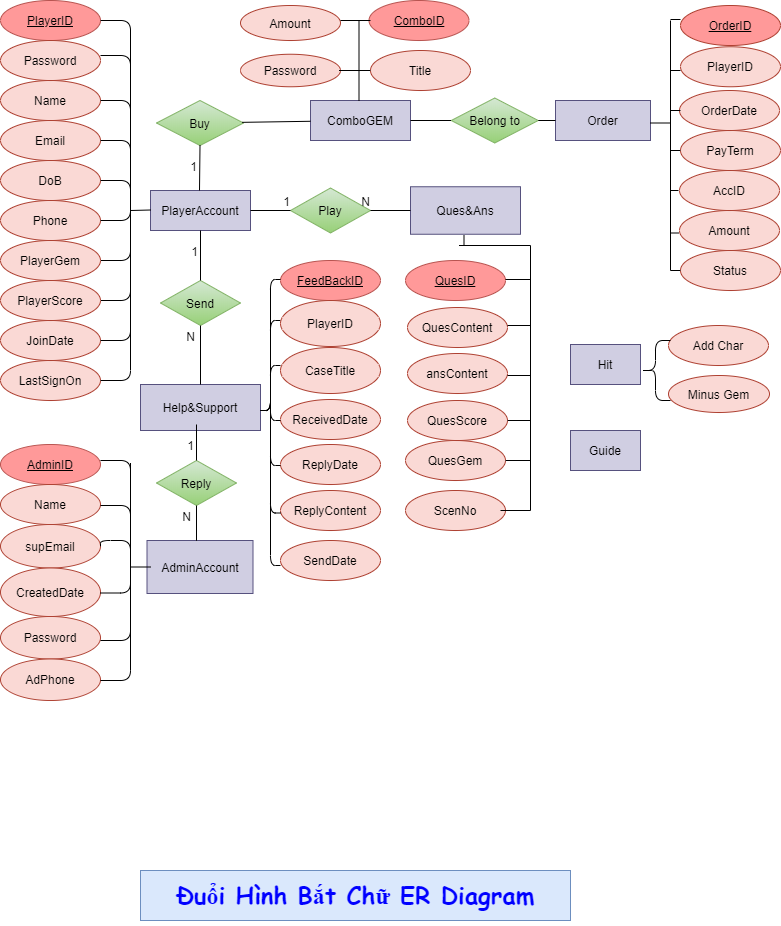 PlayerID
Password
Name
Email
DoB
Phone
PlayerGem
PlayerScore
JoinDate
LastSignOn
Amount
ComboID
Password
Title
Buy
ComboGEM
Belong to
Order
OrderID
PlayerID
OrderDate
PayTerm
AccID
Amount
Status
1
PlayerAccount
1
Play
N
Ques&Ans
1
Send
N
Help&Support
FeedBackID
PlayerID
CaseTitle
ReceivedDate
ReplyDate
ReplyContent
SendDate
QuesID
QuesContent
ansContent
QuesScore
QuesGem
ScenNo
Hit
Add Char
Minus Gem
Guide
1
Reply
N
AdminAccount
AdminID
Name
supEmail
CreatedDate
Password
AdPhone
Đuổi Hình Bắt Chữ ER Diagram